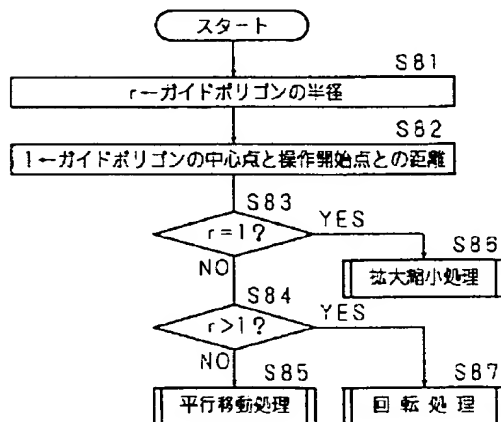 スタート
S81
r←ガイドポリゴンの半径
S82
l←ガイドポリゴンの中心点と操作開始点との距離
S83
r=l?
YES
S86
拡大縮小処理
NO
S84
r>l?
YES
NO
S85
平行移動処理
S87
回転処理